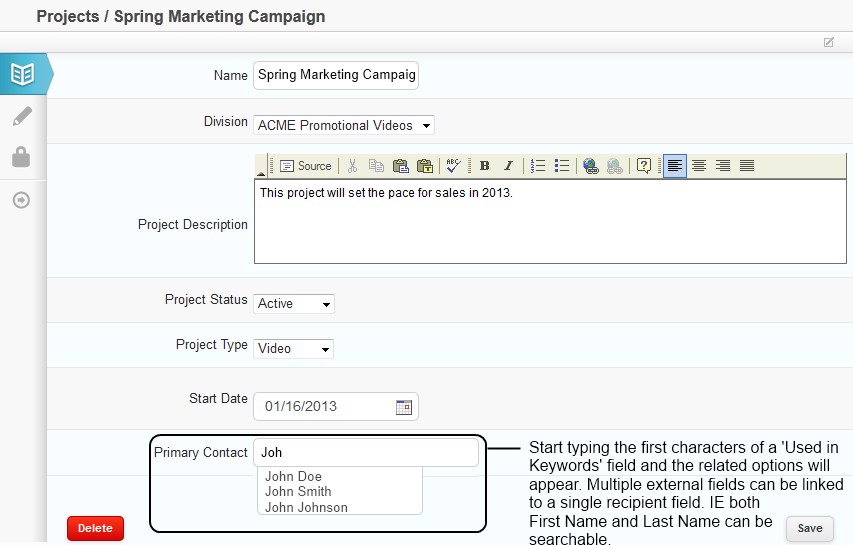 Projects / Spring Marketing Campaign
Name Spring Marketing Campaig
Division ACME Promotional Videos
Source ABC B I
This project will set the pace for sales in 2013.
Project Description
Project Status Active
Project Type Video
Start Date 01/16/2013
Primary Contact Joh
John Doe
John Smith
John Johnson
Start typing the first characters of a 'Used in
Keywords' field and the related options will
appear. Multiple external fields can be linked
to a single recipient field. IE both
First Name and Last Name can be
searchable.
Delete
Save